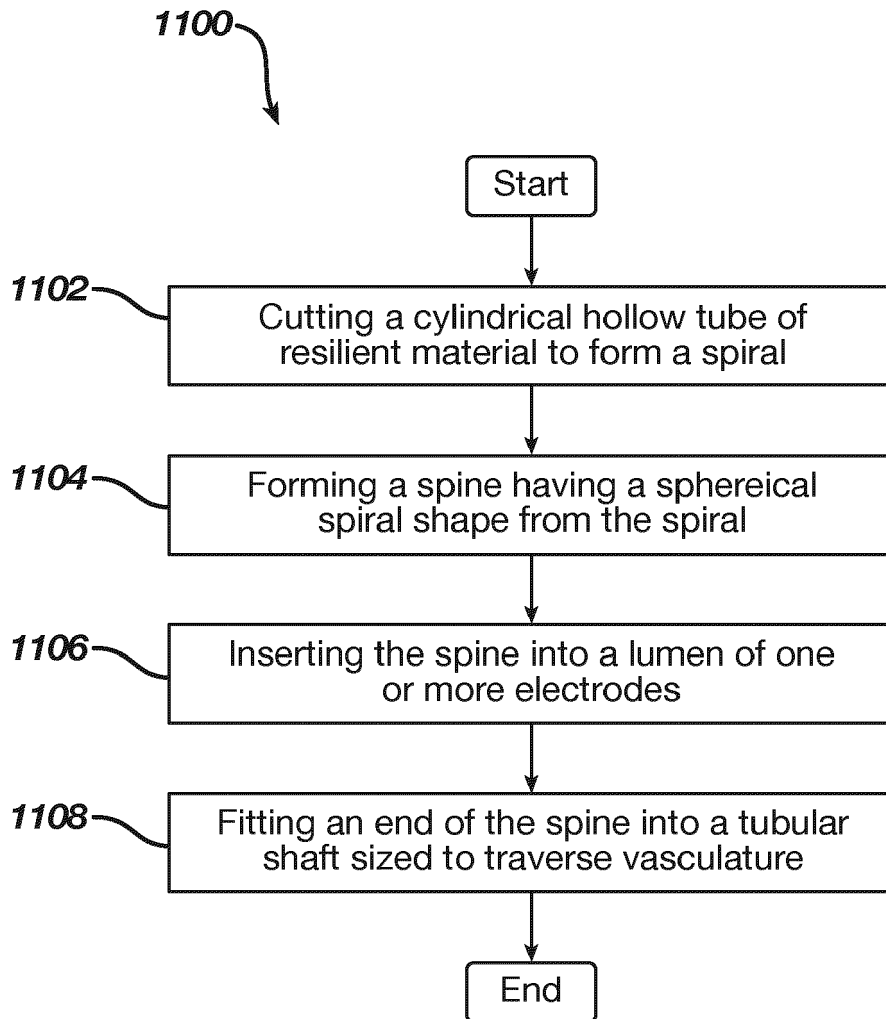 1100
Start
1102
Cutting a cylindrical hollow tube of
resilient material to form a spiral
1104
Forming a spine having a sphereical
spiral shape from the spiral
1106
Inserting the spine into a lumen of one
or more electrodes
1108
Fitting an end of the spine into a tubular
shaft sized to traverse vasculature
End